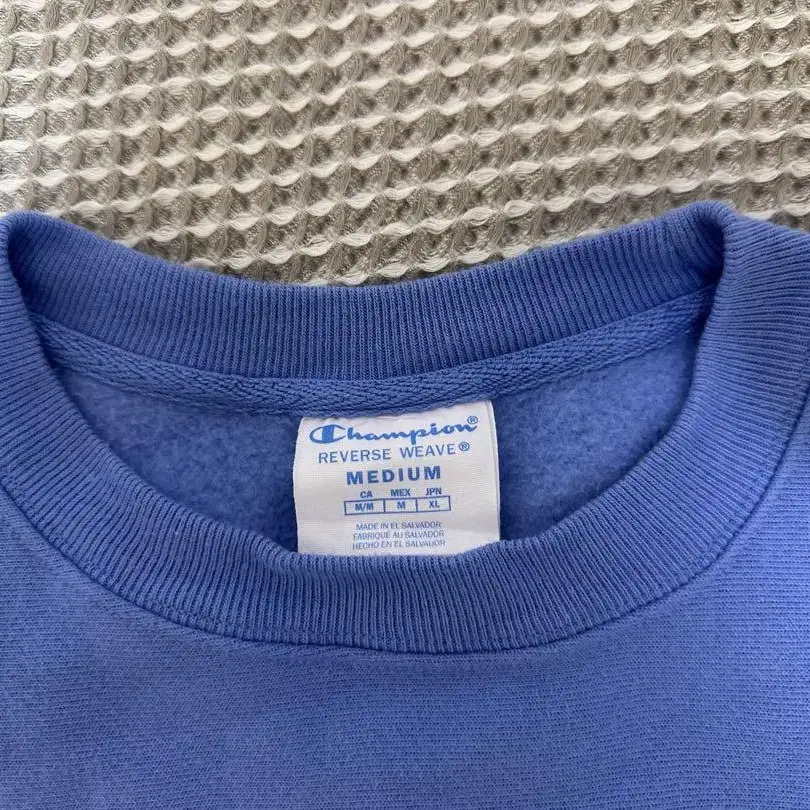 Champion®
REVERSE WEAVE®
MEDIUM
CA MEX JPN
M/M M XL
MADE IN EL SALVADOR
FABRIQUE AU SALVADOR
HECHO EN EL SALVADOR